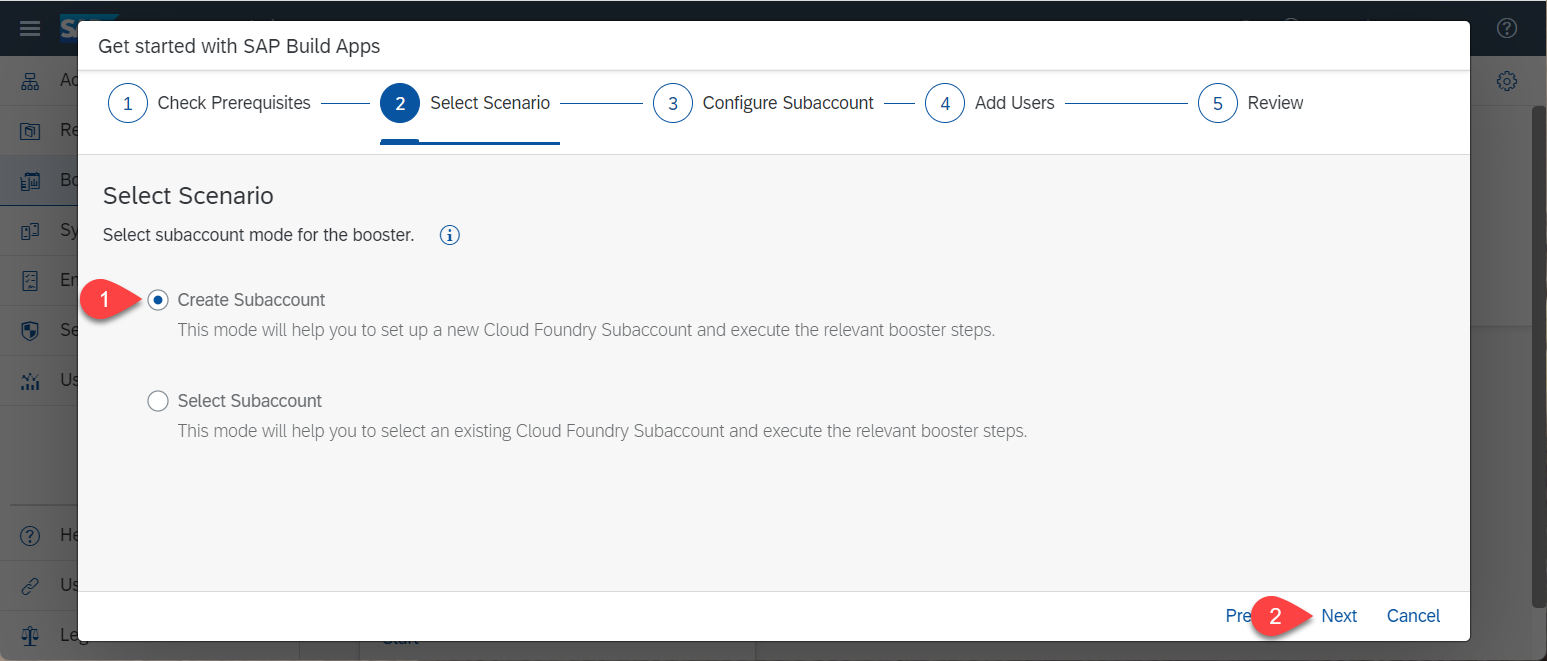 Get started with SAP Build Apps
1 Check Prerequisites
2 Select Scenario
3 Configure Subaccount
4 Add Users
5 Review
Select Scenario
Select subaccount mode for the booster.
1
Create Subaccount
This mode will help you to set up a new Cloud Foundry Subaccount and execute the relevant booster steps.
Select Subaccount
This mode will help you to select an existing Cloud Foundry Subaccount and execute the relevant booster steps.
Pre 2 Next Cancel